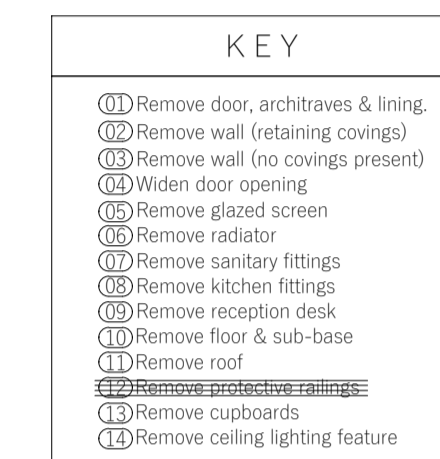 KEY
01 Remove door, architraves & lining.
02 Remove wall (retaining covings)
03 Remove wall (no covings present)
04 Widen door opening
05 Remove glazed screen
06 Remove radiator
07 Remove sanitary fittings
08 Remove kitchen fittings
09 Remove reception desk
10 Remove floor & sub-base
11 Remove roof
12 Remove protective railings
13 Remove cupboards
14 Remove ceiling lighting feature